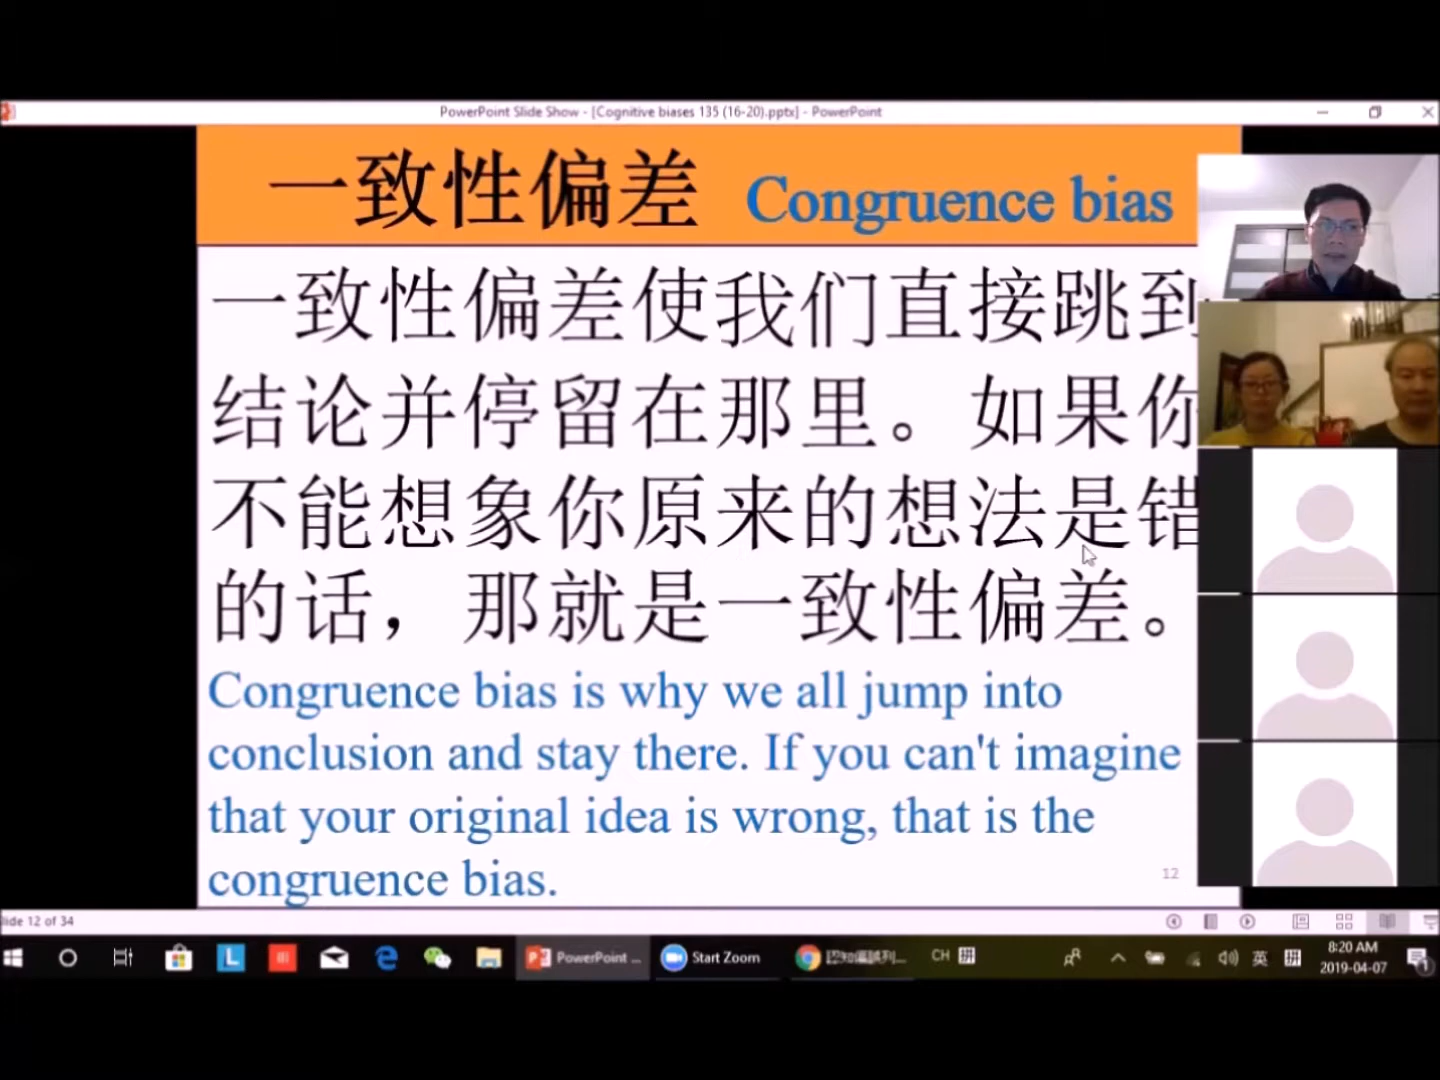 PowerPoint Slide Show - [Cognitive biases 135 (16-20).pptx] - PowerPoint
一致性偏差 Congruence bias
一致性偏差使我们直接跳到
结论并停留在那里。如果你
不能想象你原来的想法是错
的话，那就是一致性偏差。
Congruence bias is why we all jump into
conclusion and stay there. If you can't imagine
that your original idea is wrong, that is the
congruence bias.
12
lide 12 of 34
PowerPoint ...
Start Zoom
CH 拼
英 拼
8:20 AM
2019-04-07